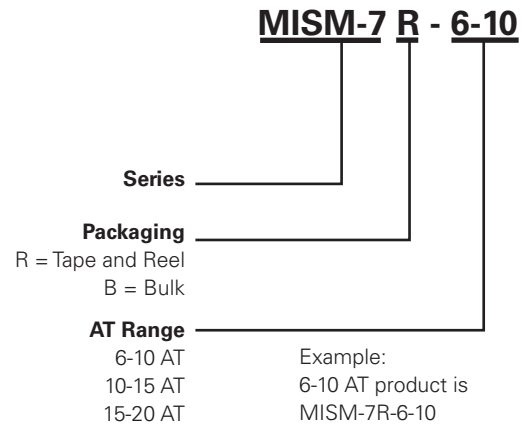 MISM-7 R - 6-10
Series
Packaging
R = Tape and Reel
B = Bulk
AT Range
6-10 AT
10-15 AT
15-20 AT
Example:
6-10 AT product is
MISM-7R-6-10